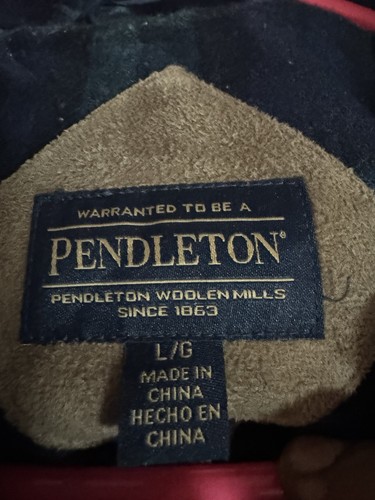 WARRANTED TO BE A
PENDLETON®
PENDLETON WOOLEN MILLS
SINCE 1863
L/G
MADE IN
CHINA
HECHO EN
CHINA